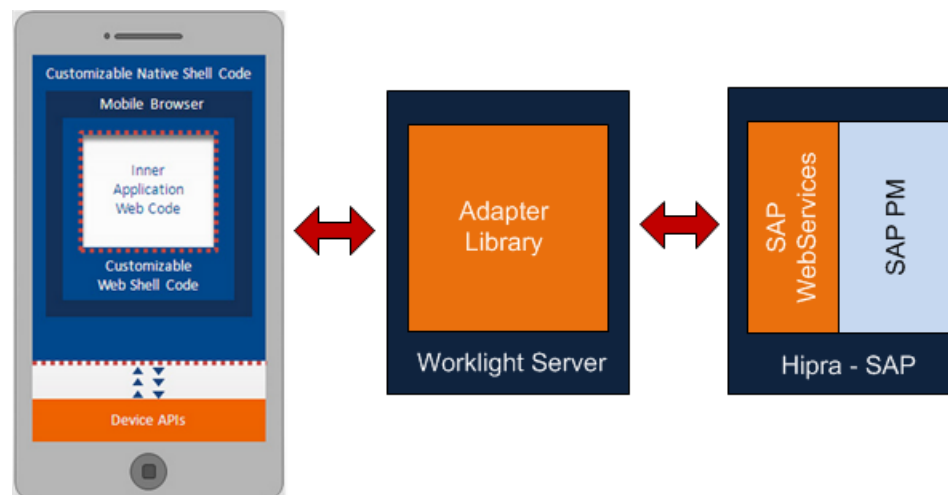 Customizable Native Shell Code
Mobile Browser
Inner
Application
Web Code
Customizable
Web Shell Code
Device APIs
Adapter
Library
Worklight Server
SAP
WebServices
SAP PM
Hipra - SAP